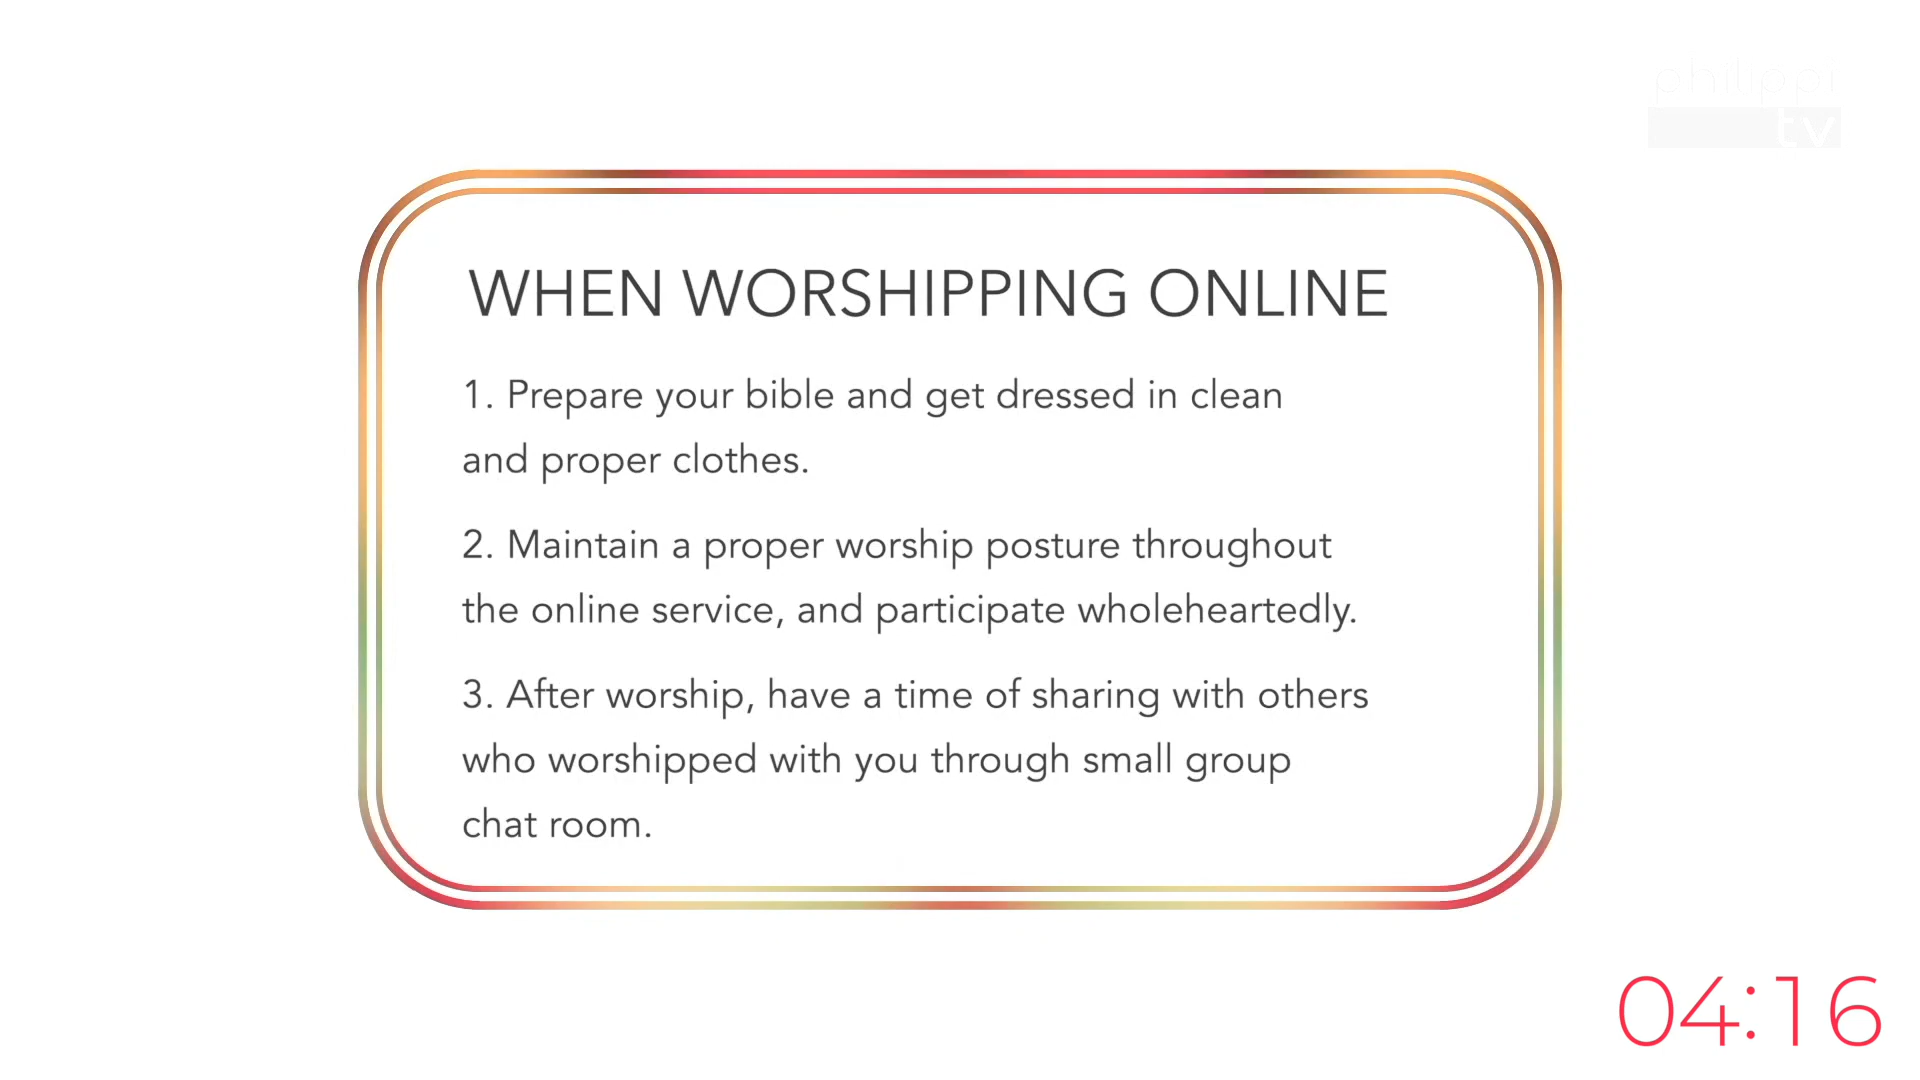 philippi
tv
WHEN WORSHIPPING ONLINE
1. Prepare your bible and get dressed in clean
and proper clothes.
2. Maintain a proper worship posture throughout
the online service, and participate wholeheartedly.
3. After worship, have a time of sharing with others
who worshipped with you through small group
chat room.
04:16